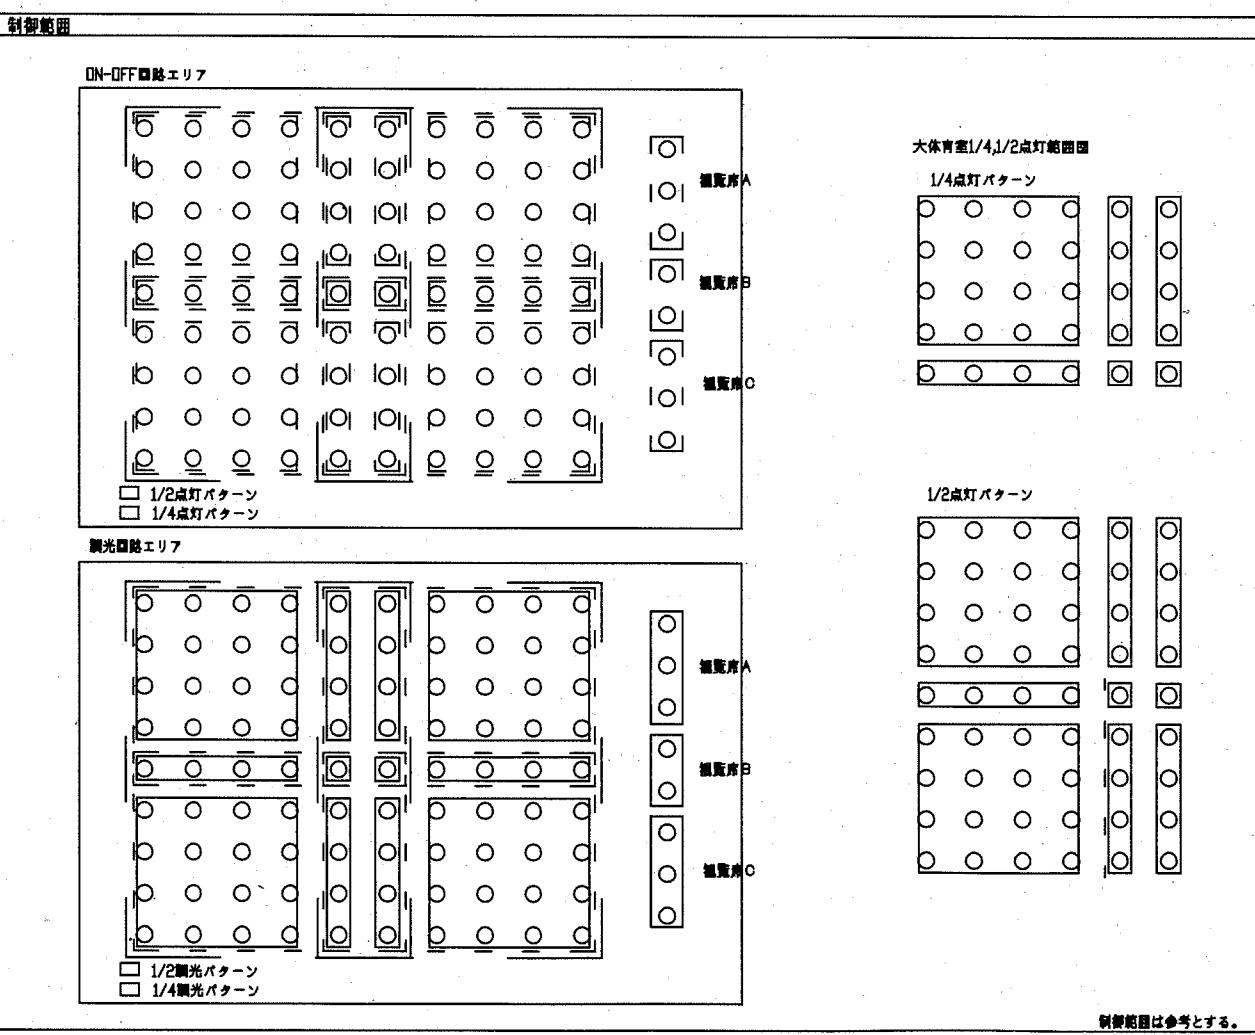 制御範囲
ON-OFF回路エリア
観覧席A
観覧席B
観覧席C
1/2点灯パターン
1/4点灯パターン
大体育室1/4,1/2点灯範囲図
1/4点灯パターン
1/2点灯パターン
調光回路エリア
観覧席A
観覧席B
観覧席C
1/2調光パターン
1/4調光パターン
制御範囲は参考とする。